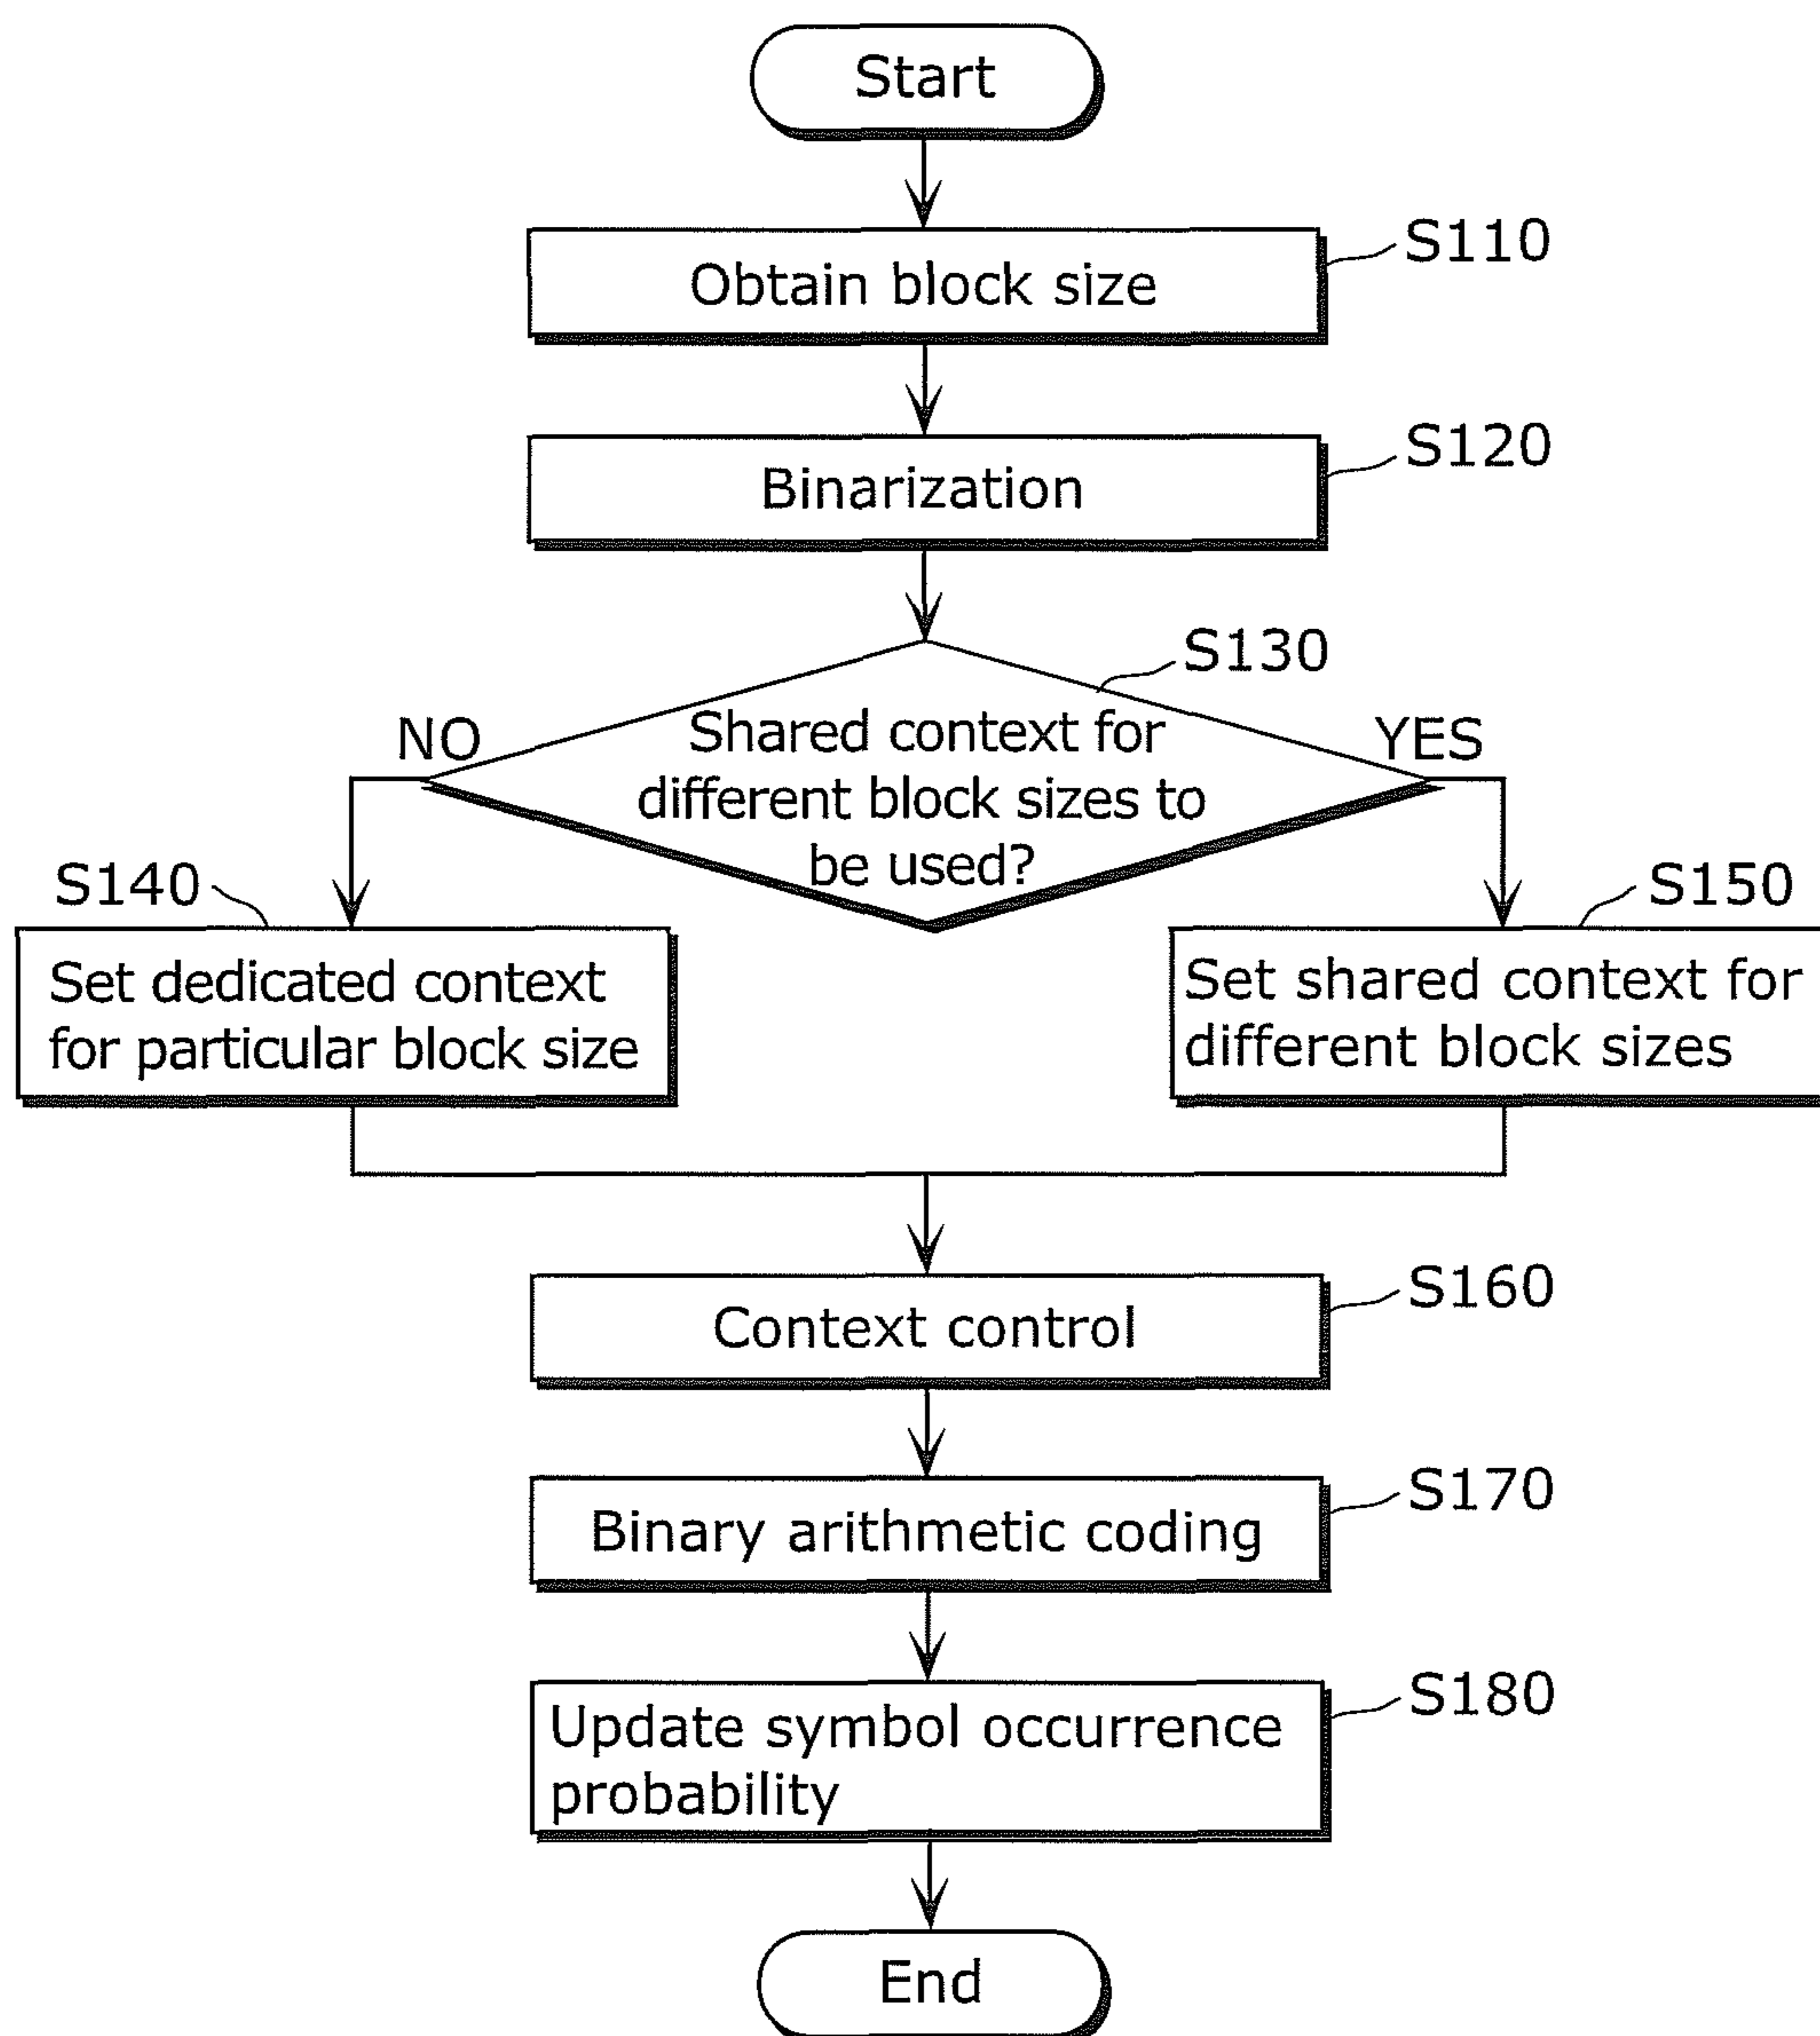 Start
S110
Obtain block size
S120
Binarization
S130
NO
YES
Shared context for
different block sizes to
be used?
S140
S150
Set dedicated context
for particular block size
Set shared context for
different block sizes
S160
Context control
S170
Binary arithmetic coding
S180
Update symbol occurrence
probability
End